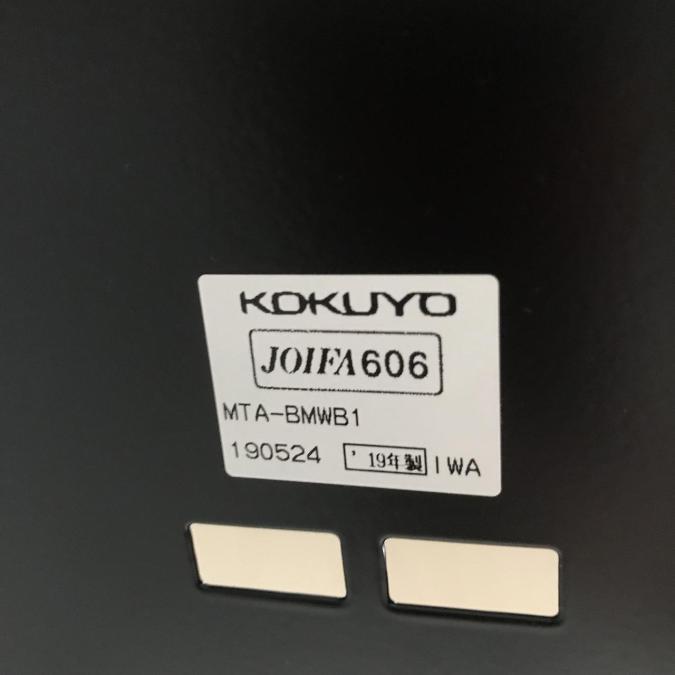 KOKUYO
JOIFA606
MTA-BMWB1
190524 '19年製 IWA